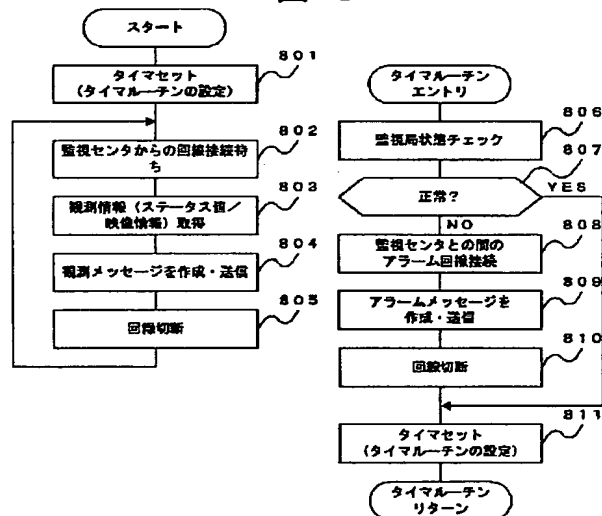 図
スタート
801
タイマセット
(タイマルーチンの設定)
802
監視センタからの回線接続待
ち
803
観測情報(ステータス値/
映像情報)取得
804
観測メッセージを作成・送信
805
回線切断
タイマルーチン
エントリ
806
監視局状態チェック
807
正常?
YES
NO
808
監視センタとの間の
アラーム回線接続
809
アラームメッセージを
作成・送信
810
回線切断
811
タイマセット
(タイマルーチンの設定)
タイマルーチン
リターン